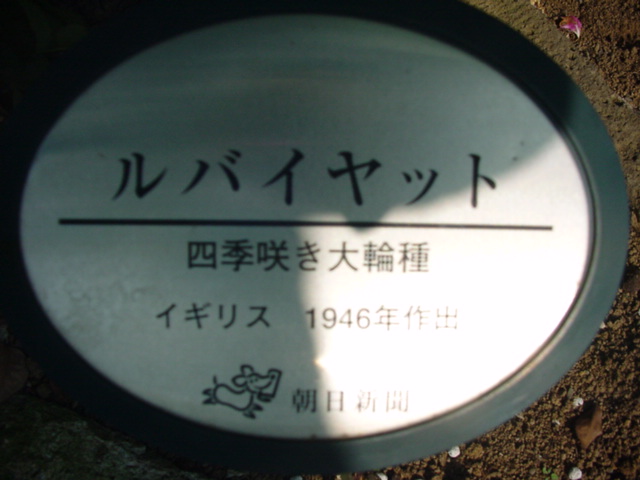 ルバイヤット
四季咲き大輪種
イギリス 1946年作出
朝日新聞